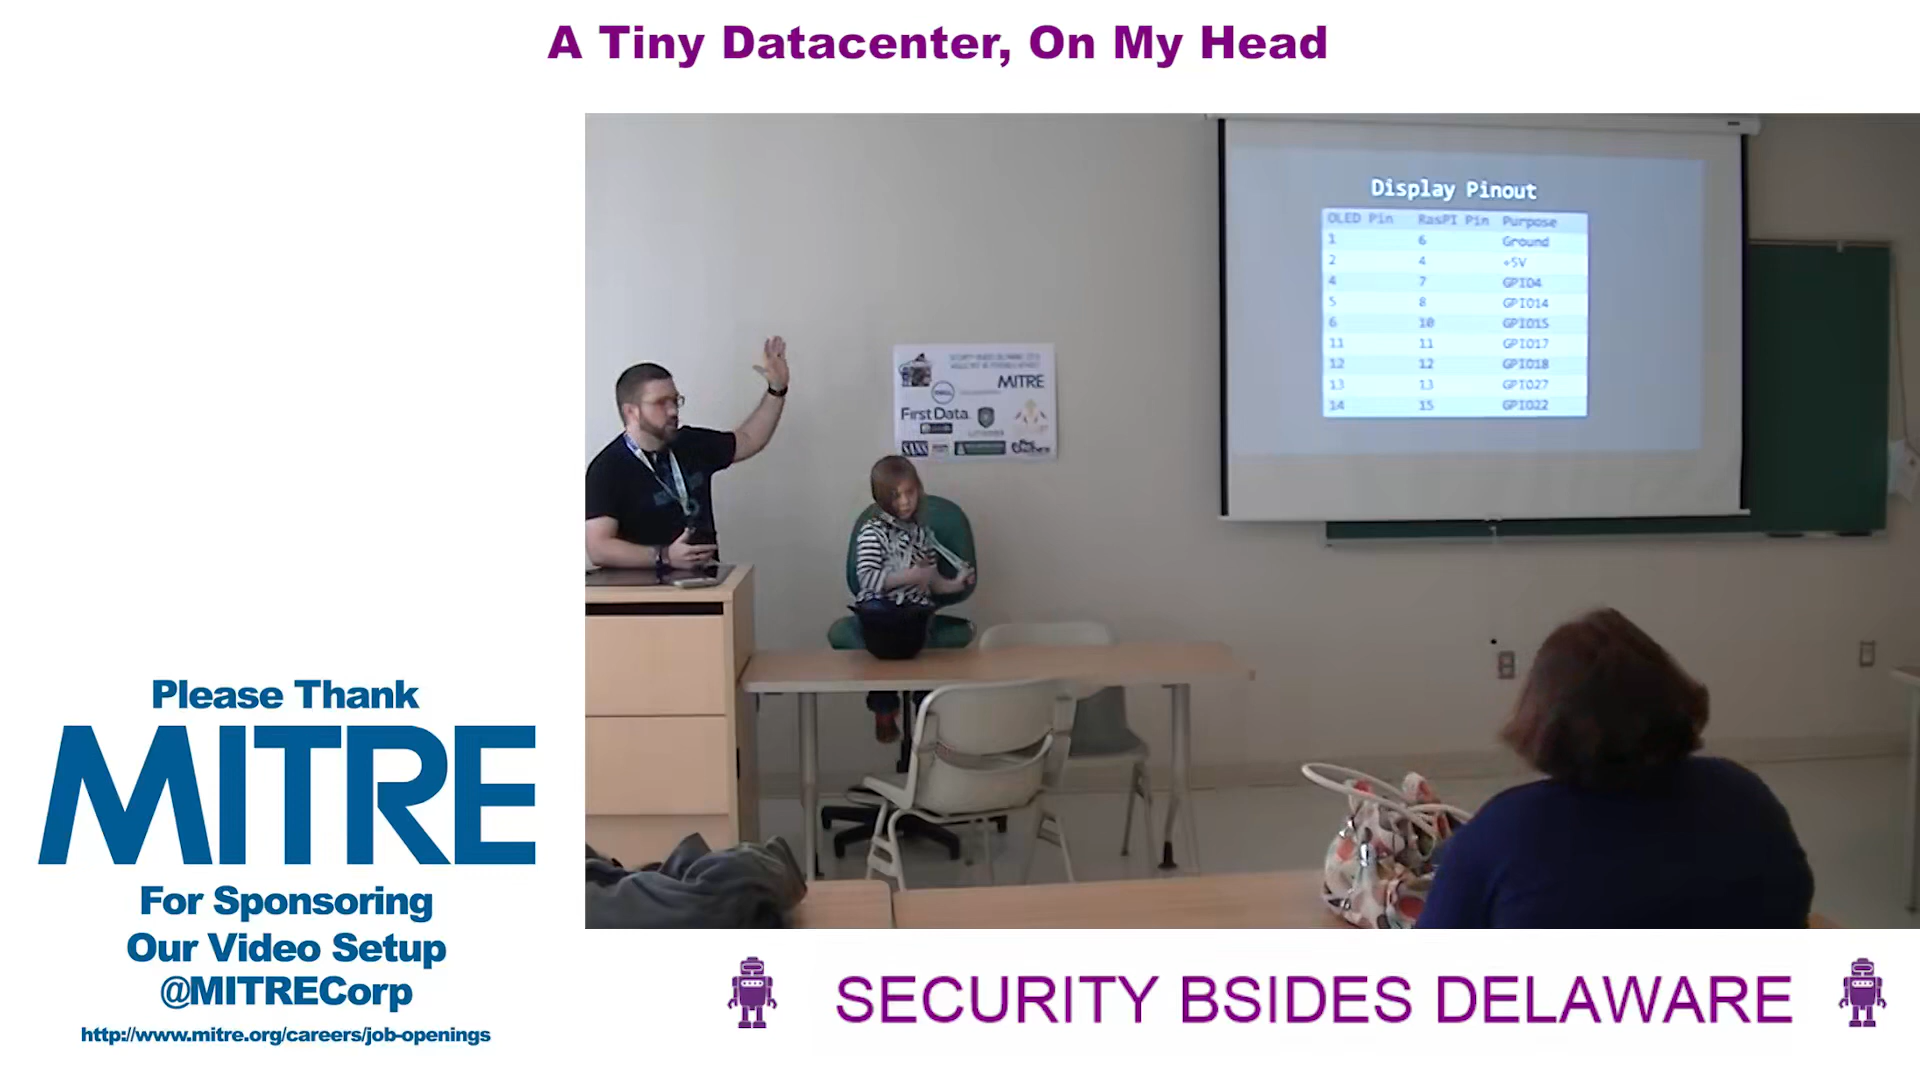 A Tiny Datacenter, On My Head
Display Pinout
OLED Pin RasPI Pin Purpose
1 6 Ground
2 4 +5V
4 7 GPIO4
5 8 GPIO14
6 10 GPIO15
11 11 GPIO17
12 12 GPIO18
13 13 GPIO27
14 15 GPIO22
MITRE
DELL
First Data.
SANS
Please Thank
MITRE
For Sponsoring
Our Video Setup
@MITRECorp
http://www.mitre.org/careers/job-openings
SECURITY BSIDES DELAWARE